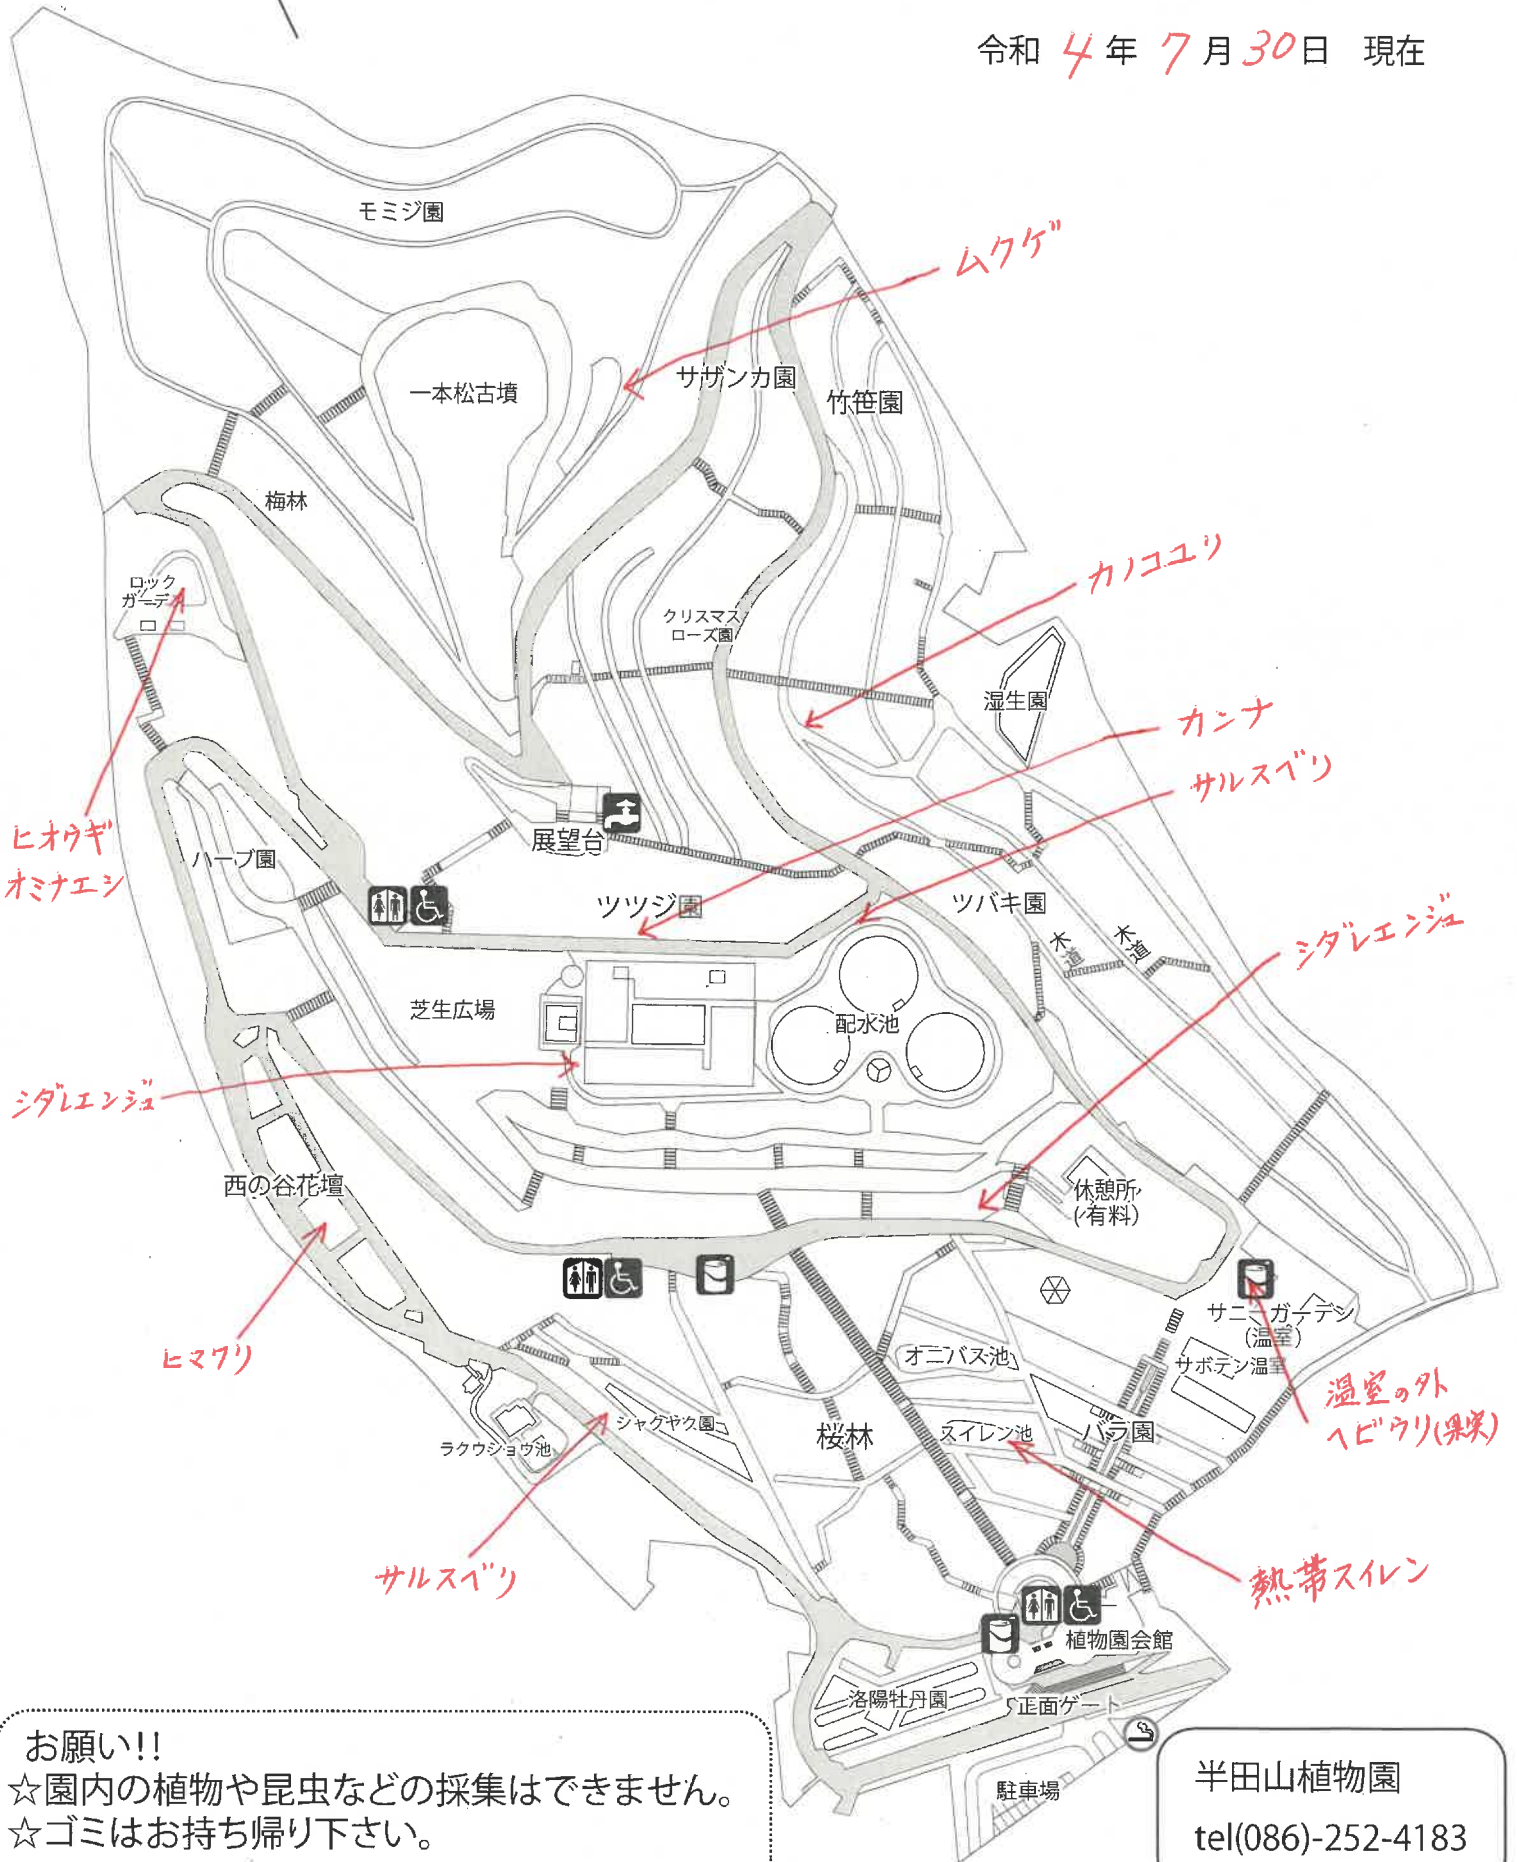 令和 4 年 7 月 30 日 現在
モミジ園
ムクゲ
一本松古墳
サザンカ園
竹笹園
梅林
カノコユリ
ロック
ガーデン
クリスマス
ローズ園
湿生園
カンナ
サルスベリ
ヒオウギ
オミナエシ
ハーブ園
展望台
ツツジ園
ツバキ園
木道
木道
シダレエンジュ
芝生広場
配水池
シダレエンジュ
西の谷花壇
休憩所
(有料)
ヒマワリ
サニーガーデン
(温室)
オニバス池
サボテン温室
温室の外
ヘビウリ(果実)
シャクヤク園
ラクウショウ池
桜林
スイレン池
バラ園
サルスベリ
熱帯スイレン
植物園会館
洛陽牡丹園
正面ゲート
駐車場
お願い!!
☆園内の植物や昆虫などの採集はできません。
☆ゴミはお持ち帰り下さい。
半田山植物園
tel(086)-252-4183